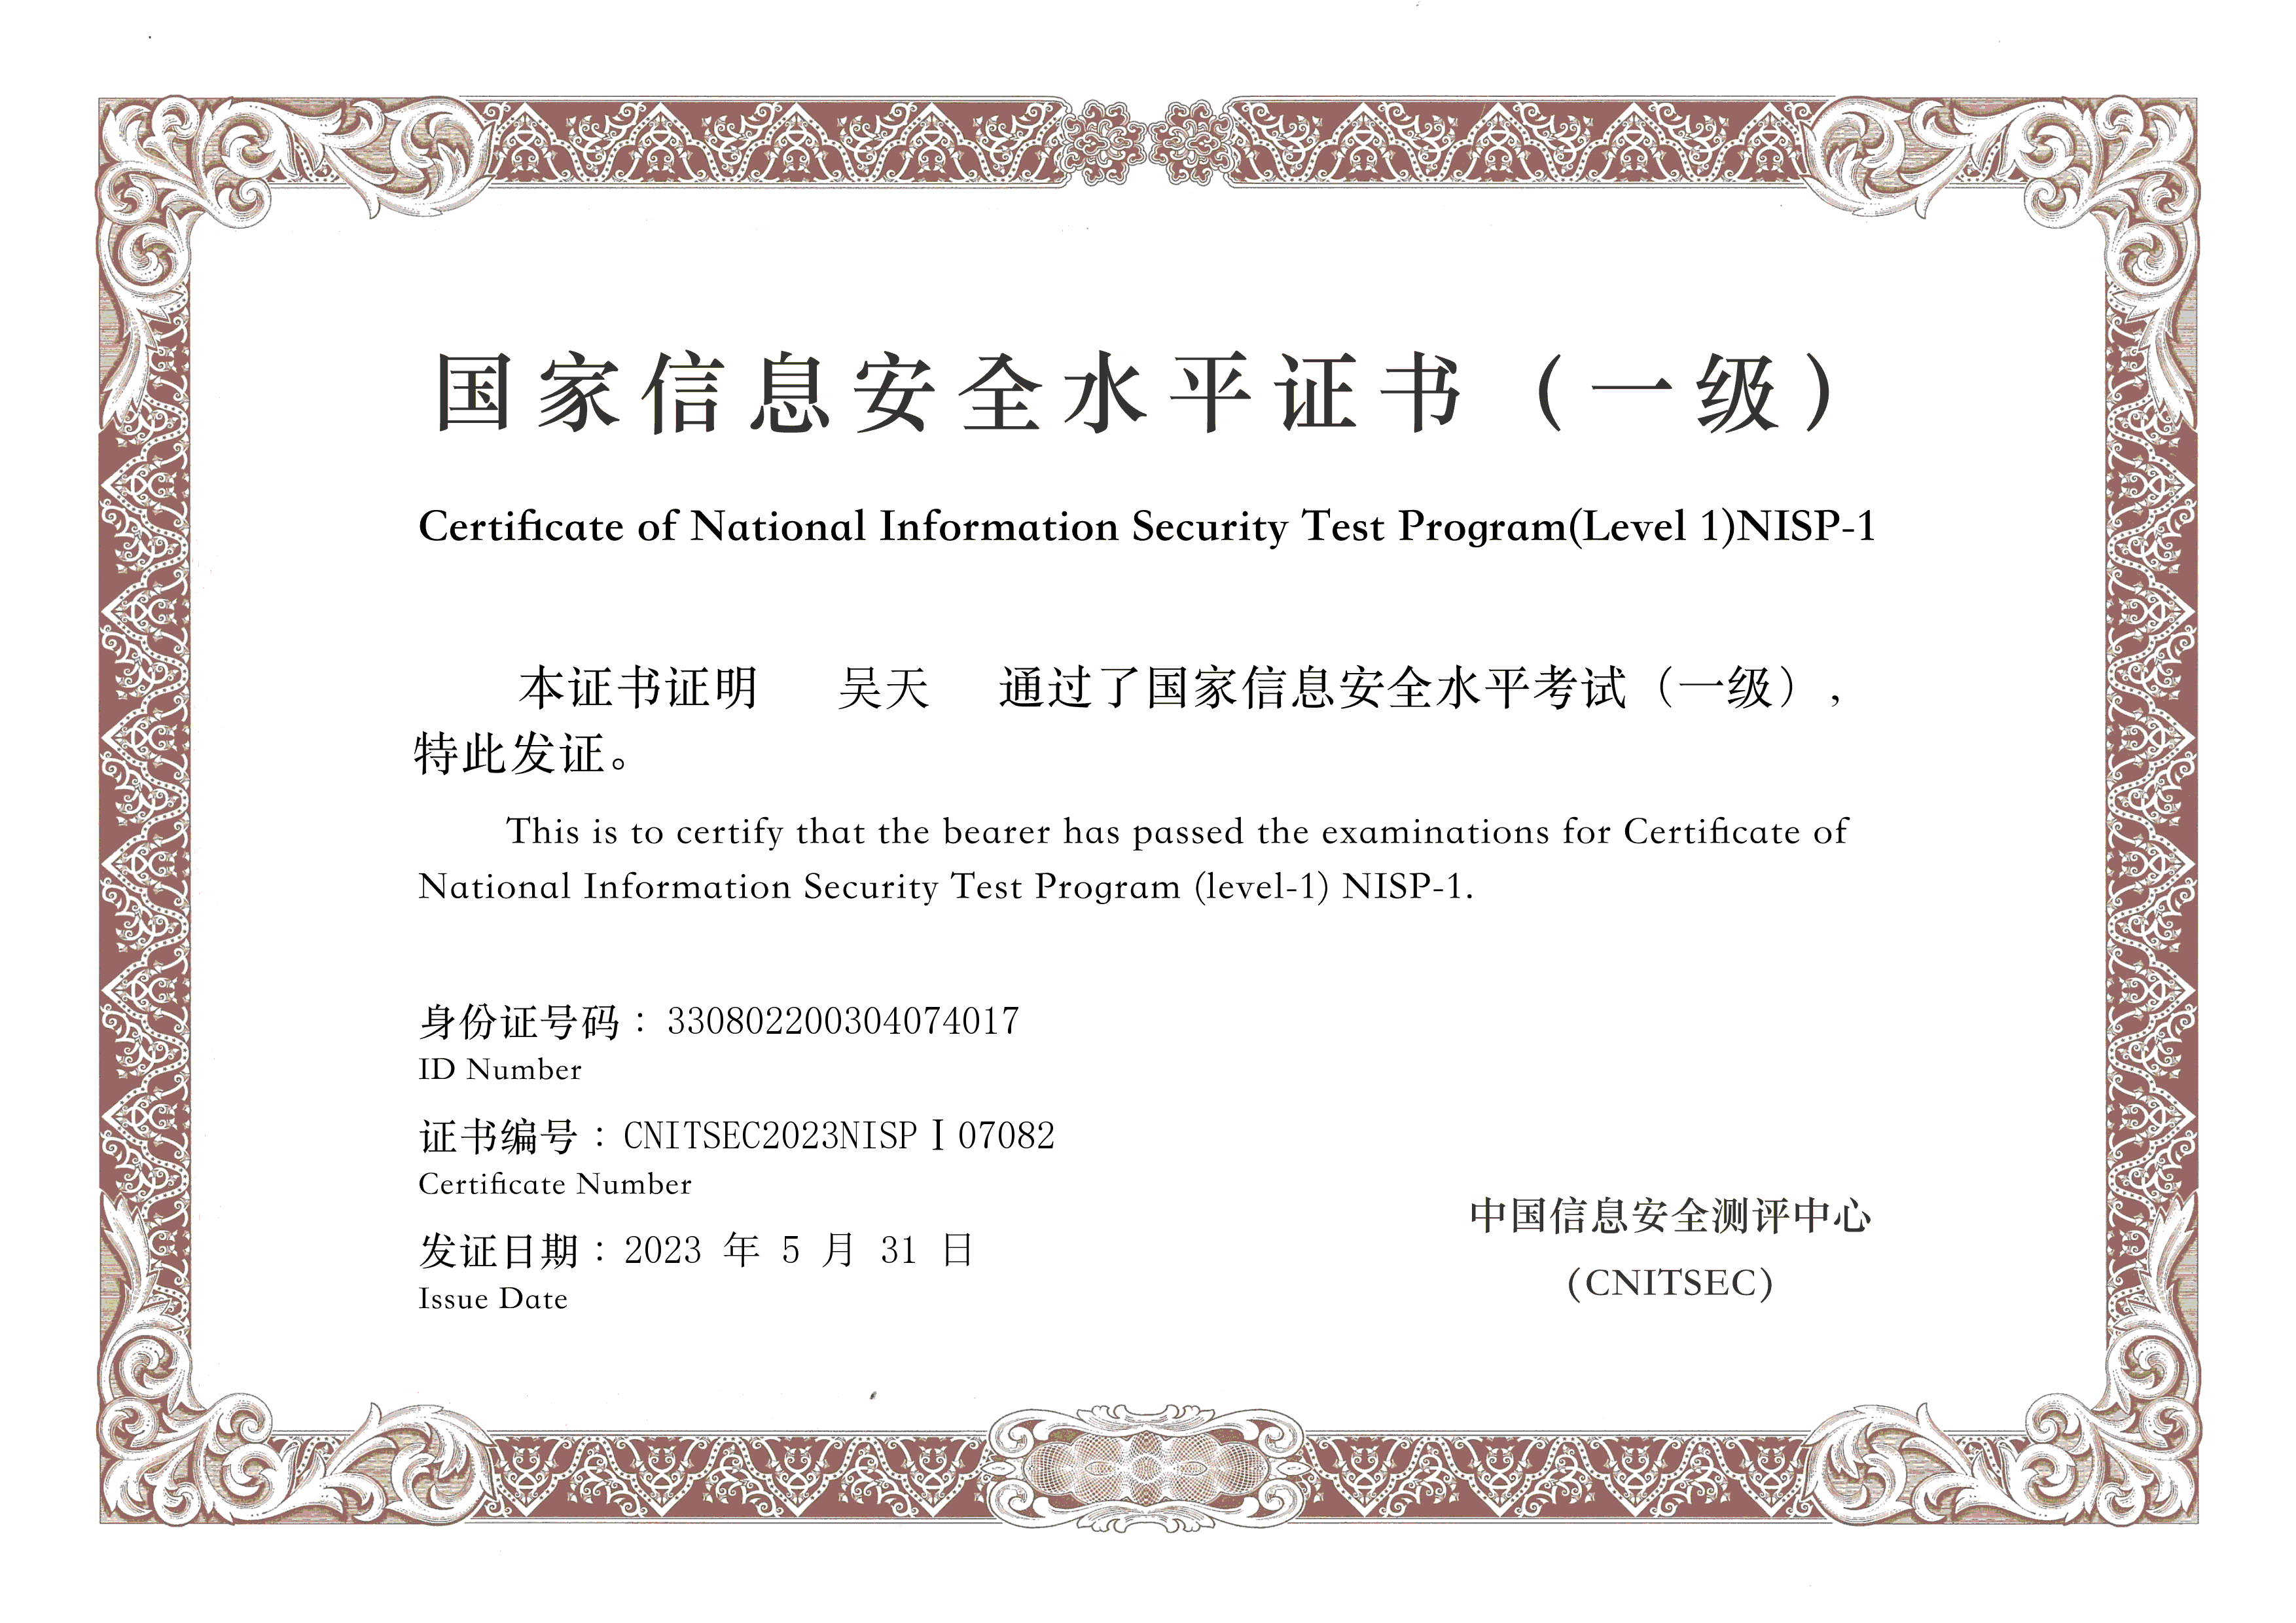 国家信息安全水平证书（一级）
Certificate of National Information Security Test Program(Level 1)NISP-1
本证书证明 吴天 通过了国家信息安全水平考试（一级），
特此发证。
This is to certify that the bearer has passed the examinations for Certificate of
National Information Security Test Program (level-1) NISP-1.
身份证号码：330802200304074017
ID Number
证书编号：CNITSEC2023NISPⅠ07082
Certificate Number
发证日期：2023 年 5 月 31 日
Issue Date
中国信息安全测评中心
(CNITSEC)